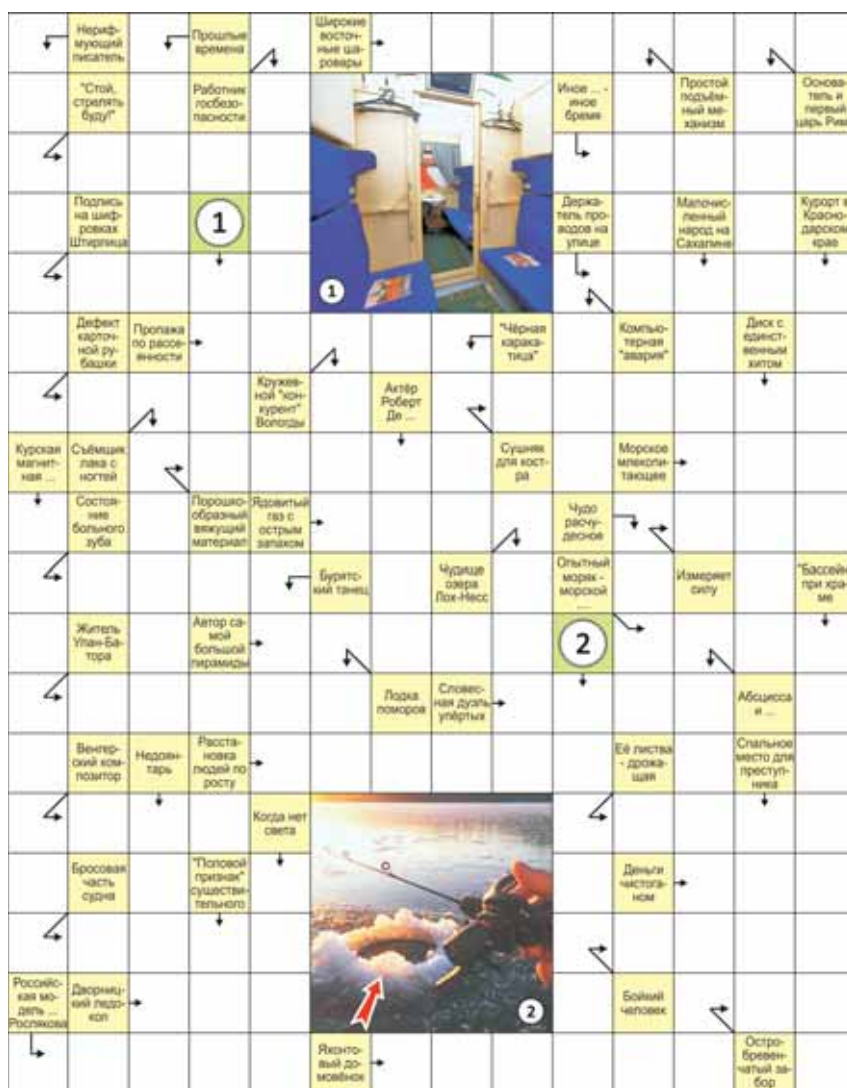 Нериф-
мующий
писатель
Прошлые
времена
Широкие
восточ-
ные ша-
ровары
"Стой,
стрелять
буду!"
Работник
госбезо-
пасности
Иное ... -
иное
бремя
Простой
подъём-
ный ме-
ханизм
Основа-
тель и
первый
царь Рима
Подпись
на шиф-
ровках
Штирлица
1
1
Держа-
тель про-
водов на
улице
Малочис-
ленный
народ на
Сахалине
Курорт в
Красно-
дарском
крае
Дефект
карточ-
ной ру-
башки
Пропажа
по рассе-
янности
"Чёрная
карака-
тица"
Компью-
терная
"авария"
Диск с
единст-
венным
хитом
Кружев-
ной "кон-
курент"
Вологды
Актёр
Роберт
Де ...
Курская
магнит-
ная ...
Съёмщик
лака с
ногтей
Сушняк
для кост-
ра
Морское
млекопи-
тающее
Состоя-
ние
больного
зуба
Порошко-
образный
вяжущий
материал
Ядовитый
газ с
острым
запахом
Чудо
расчу-
десное
Бурят-
ский танец
Чудище
озера
Лох-Несс
Опытный
моряк -
морской
...
Измеряет
силу
"Бассейн"
при хра-
ме
Житель
Улан-Ба-
тора
Автор са-
мой
большой
пирамиды
2
Лодка
поморов
Словес-
ная дуэль
упёртых
Абсцисса
и ...
Венгер-
ский ком-
позитор
Недоян-
тарь
Расста-
новка
людей по
росту
Её листва
- дрожа-
щая
Спальное
место для
преступ-
ника
Когда нет
света
Бросовая
часть
судна
"Половой
признак"
существи-
тельного
Деньги
чистога-
ном
Российс-
кая мо-
дель ...
Рослякова
Дворниц-
кий ледо-
кол
2
Бойкий
человек
Яхонто-
вый до-
мовёнок
Остро-
бревен-
чатый за-
бор